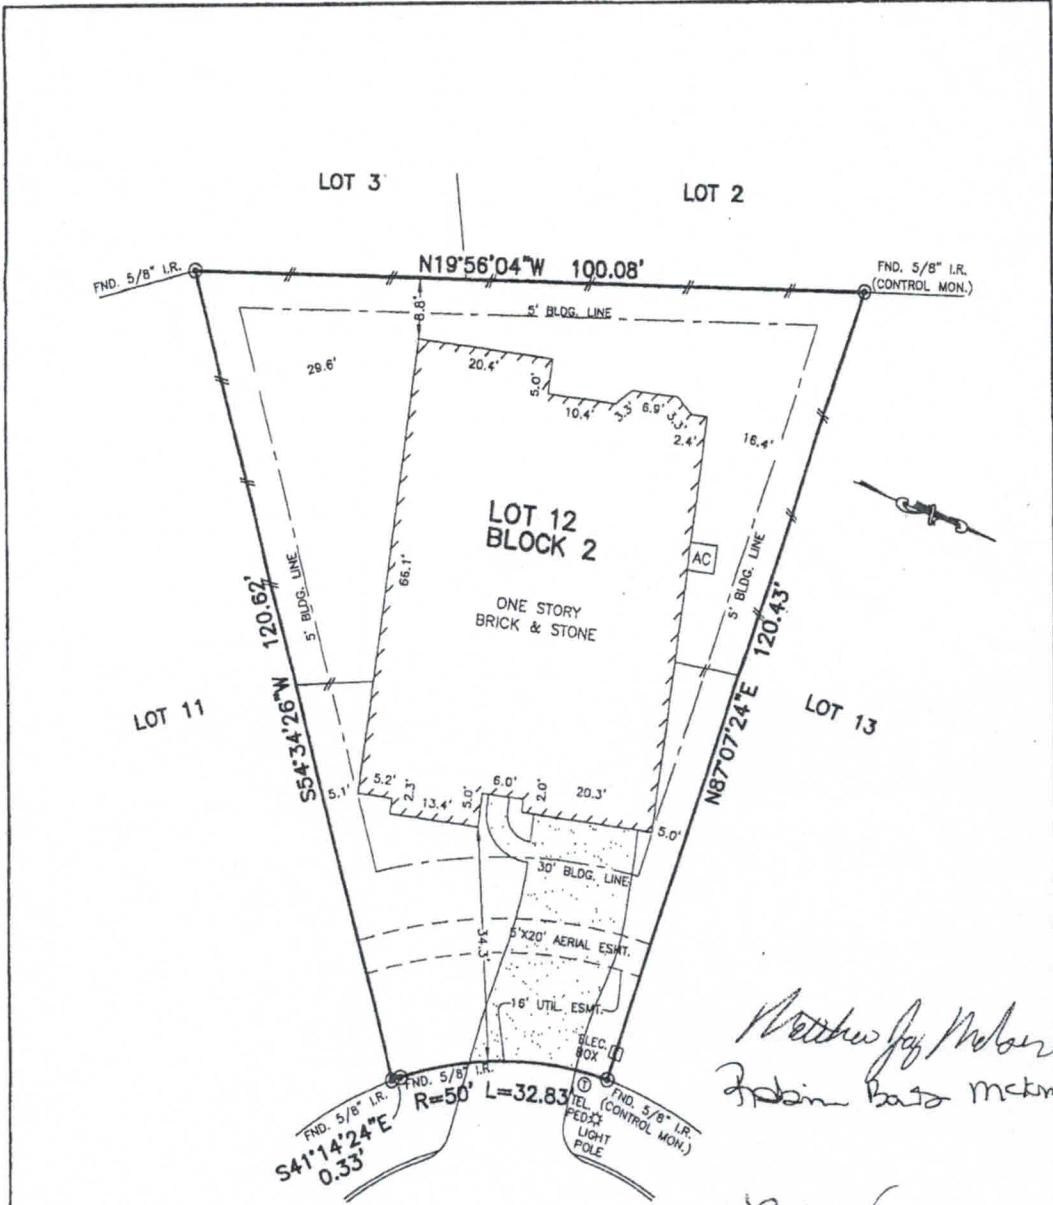 LOT 3
LOT 2
FND. 5/8" I.R.
N19°56'04"W 100.08'
FND. 5/8" I.R.
(CONTROL MON.)
8.8'
5' BLDG. LINE
29.6'
20.4'
5.0'
10.4'
3.3'
6.9'
3.3'
2.4'
16.4'
LOT 12
BLOCK 2
AC
66.1'
5' BLDG. LINE
5' BLDG. LINE
ONE STORY
BRICK & STONE
S54°34'26"W 120.62'
N87°07'24"E 120.43'
LOT 11
LOT 13
5.1'
5.2'
2.3'
13.4'
5.0'
6.0'
2.0'
20.3'
5.0'
30' BLDG. LINE
34.3'
5'X20' AERIAL ESMT.
16' UTIL. ESMT.
ELEC.
BOX
Matthew Jay
Robin
FND. 5/8" I.R.
FND. 5/8" I.R.
R=50' L=32.83'
T
TEL.
PED
LIGHT
POLE
FND. 5/8" I.R.
(CONTROL MON.)
S41°14'24"E
0.33'